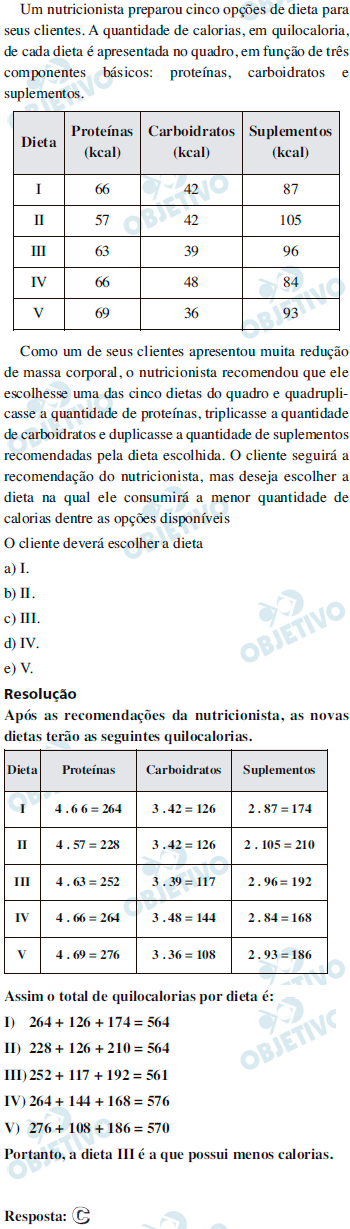 Um nutricionista preparou cinco opções de dieta para
seus clientes. A quantidade de calorias, em quilocaloria,
de cada dieta é apresentada no quadro, em função de três
componentes básicos: proteínas, carboidratos e
suplementos.
Dieta Proteínas (kcal) Carboidratos (kcal) Suplementos (kcal)
I 66 42 87
II 57 42 105
III 63 39 96
IV 66 48 84
V 69 36 93
Como um de seus clientes apresentou muita redução
de massa corporal, o nutricionista recomendou que ele
escolhesse uma das cinco dietas do quadro e quadrupli-
casse a quantidade de proteínas, triplicasse a quantidade
de carboidratos e duplicasse a quantidade de suplementos
recomendadas pela dieta escolhida. O cliente seguirá a
recomendação do nutricionista, mas deseja escolher a
dieta na qual ele consumirá a menor quantidade de
calorias dentre as opções disponíveis
O cliente deverá escolher a dieta
a) I.
b) II.
c) III.
d) IV.
e) V.
Resolução
Após as recomendações da nutricionista, as novas
dietas terão as seguintes quilocalorias.
Dieta Proteínas Carboidratos Suplementos
I 4 . 6 6 = 264 3 . 42 = 126 2 . 87 = 174
II 4 . 57 = 228 3 . 42 = 126 2 . 105 = 210
III 4 . 63 = 252 3 . 39 = 117 2 . 96 = 192
IV 4 . 66 = 264 3 . 48 = 144 2 . 84 = 168
V 4 . 69 = 276 3 . 36 = 108 2 . 93 = 186
Assim o total de quilocalorias por dieta é:
I) 264 + 126 + 174 = 564
II) 228 + 126 + 210 = 564
III) 252 + 117 + 192 = 561
IV) 264 + 144 + 168 = 576
V) 276 + 108 + 186 = 570
Portanto, a dieta III é a que possui menos calorias.
Resposta: C
OBJETIVO